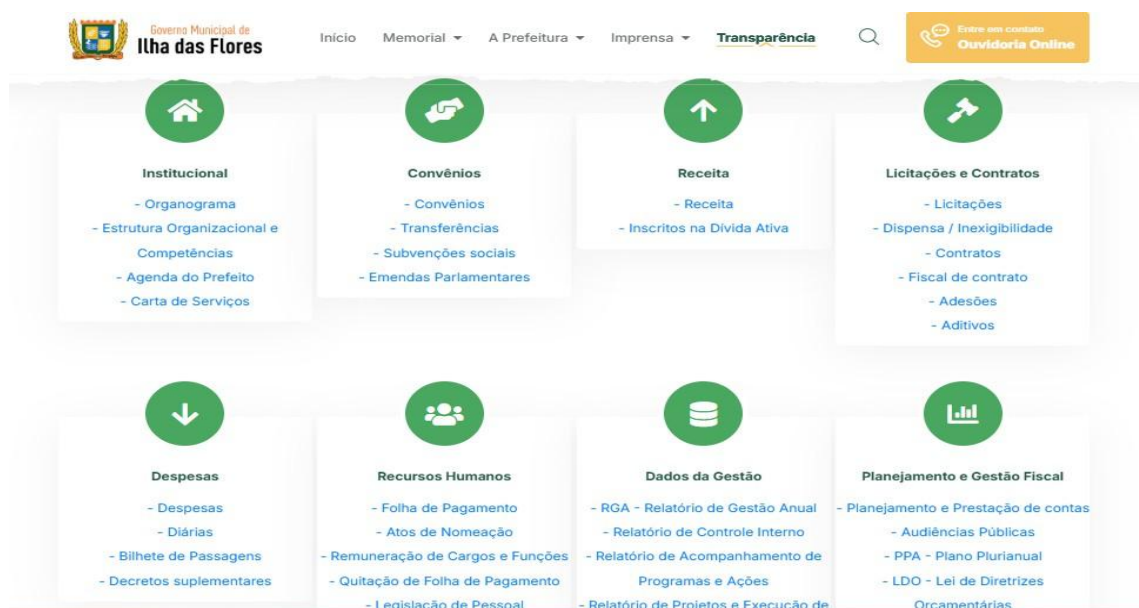 Governo Municipal de
Ilha das Flores
Início
Memorial
A Prefeitura
Imprensa
Transparência
Entre em contato
Ouvidoria Online
Institucional
- Organograma
- Estrutura Organizacional e
Competências
- Agenda do Prefeito
- Carta de Serviços
Convênios
- Convênios
- Transferências
- Subvenções sociais
- Emendas Parlamentares
Receita
- Receita
- Inscritos na Dívida Ativa
Licitações e Contratos
- Licitações
- Dispensa / Inexigibilidade
- Contratos
- Fiscal de contrato
- Adesões
- Aditivos
Despesas
- Despesas
- Diárias
- Bilhete de Passagens
- Decretos suplementares
Recursos Humanos
- Folha de Pagamento
- Atos de Nomeação
- Remuneração de Cargos e Funções
- Quitação de Folha de Pagamento
- Legislação de Pessoal
Dados da Gestão
- RGA - Relatório de Gestão Anual
- Relatório de Controle Interno
- Relatório de Acompanhamento de
Programas e Ações
- Relatório de Projetos e Execução de
Planejamento e Gestão Fiscal
- Planejamento e Prestação de contas
- Audiências Públicas
- PPA - Plano Plurianual
- LDO - Lei de Diretrizes
Orçamentárias